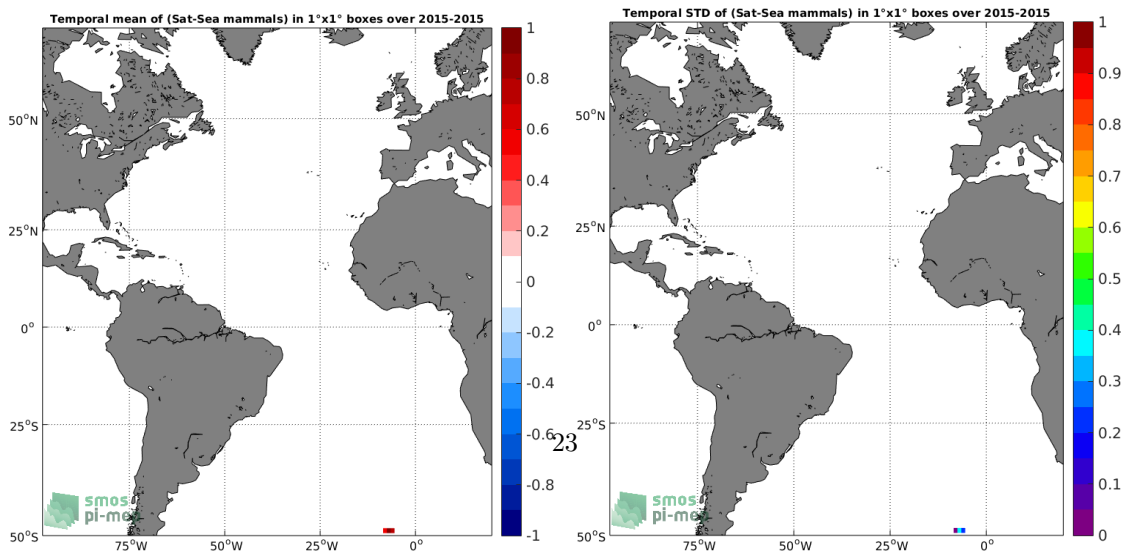 Temporal mean of (Sat-Sea mammals) in 1°x1° boxes over 2015-2015
1
0.8
0.6
0.4
0.2
0
-0.2
-0.4
-0.6
-0.8
-1
50°N
25°N
0°
25°S
50°S
75°W
50°W
25°W
0°
smos
pi-mep
23
Temporal STD of (Sat-Sea mammals) in 1°x1° boxes over 2015-2015
1
0.9
0.8
0.7
0.6
0.5
0.4
0.3
0.2
0.1
0
50°N
25°N
0°
25°S
50°S
75°W
50°W
25°W
0°
smos
pi-mep